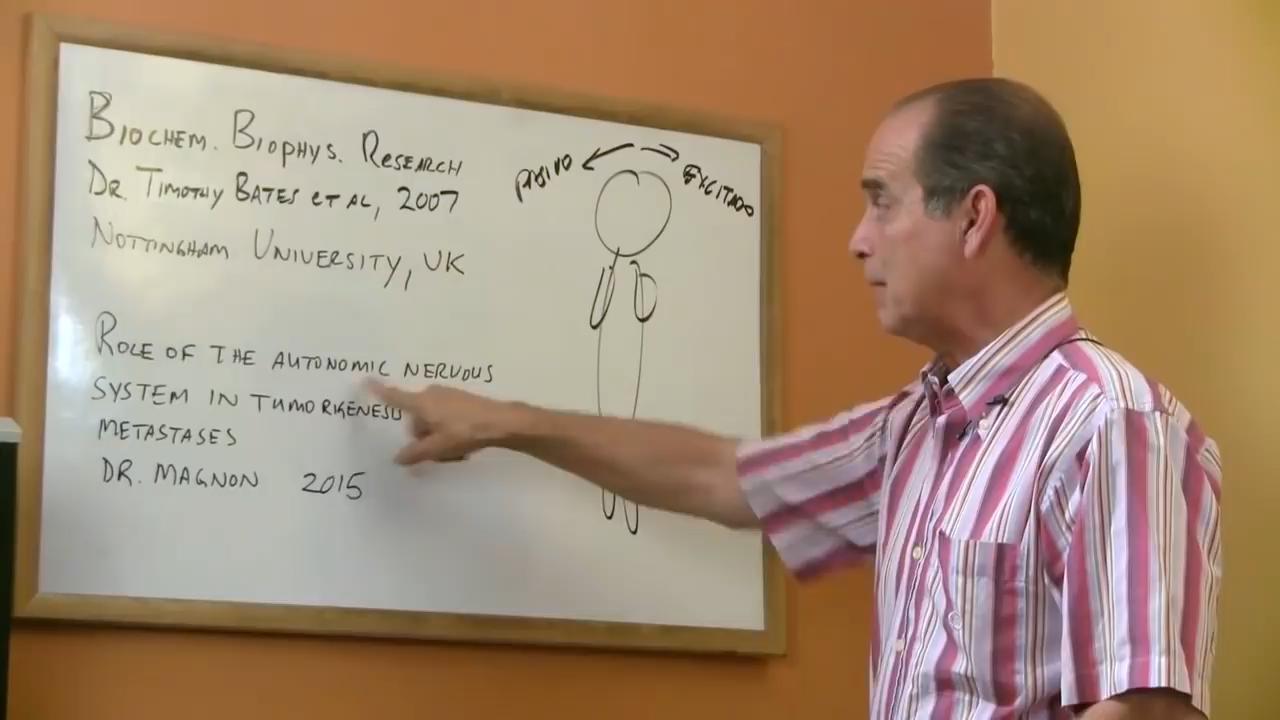 BIOCHEM. BIOPHYS. RESEARCH
DR. TIMOTHY BATES ET AL, 2007
NOTTINGHAM UNIVERSITY, UK
ROLE OF THE AUTONOMIC NERVOUS
SYSTEM IN TUMORIGENESIS
METASTASES
DR. MAGNON 2015
PASIVO
EXCITADO